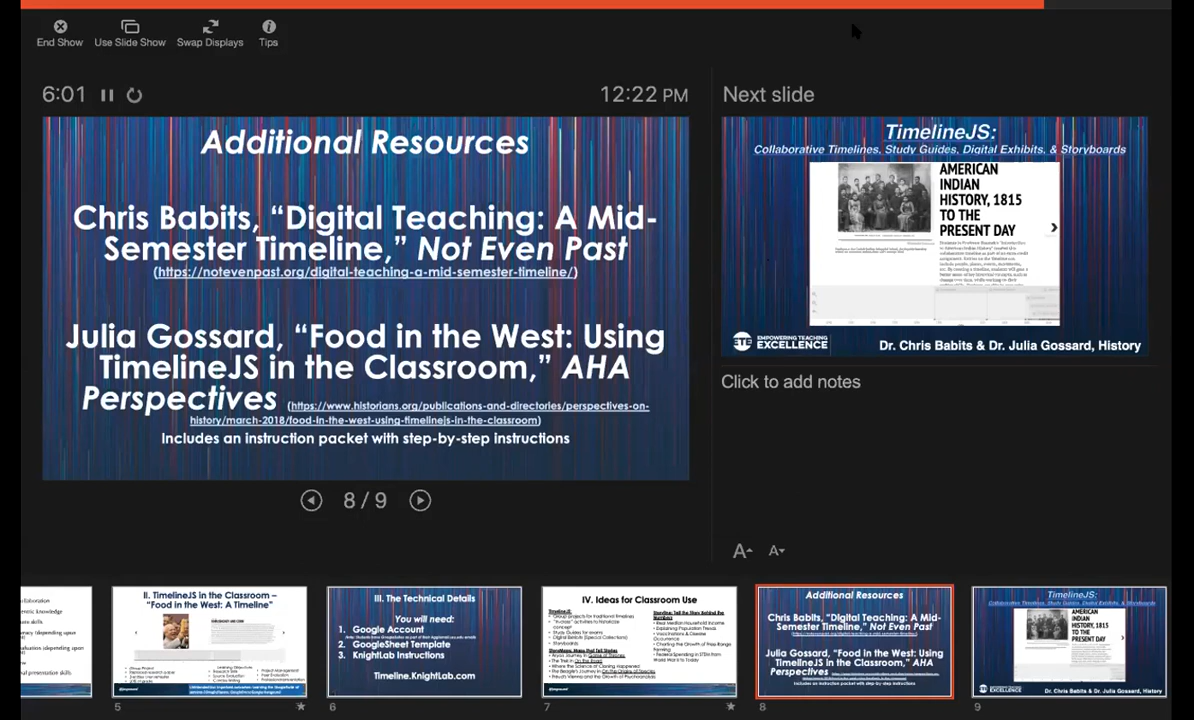 End Show
Use Slide Show
Swap Displays
Tips
6:01
12:22 PM
Additional Resources
Chris Babits, “Digital Teaching: A Mid-
Semester Timeline,” Not Even Past
(https://notevenpast.org/digital-teaching-a-mid-semester-timeline/)
Julia Gossard, “Food in the West: Using
TimelineJS in the Classroom,” AHA
Perspectives (https://www.historians.org/publications-and-directories/perspectives-on-
history/march-2018/food-in-the-west-using-timelinejs-in-the-classroom)
Includes an instruction packet with step-by-step instructions
8 / 9
Next slide
TimelineJS:
Collaborative Timelines, Study Guides, Digital Exhibits, & Storyboards
AMERICAN
INDIAN
HISTORY, 1815
TO THE
PRESENT DAY
ETE EMPOWERING TEACHING
EXCELLENCE
Dr. Chris Babits & Dr. Julia Gossard, History
Click to add notes
A A
II. TimelineJS in the Classroom –
“Food in the West: A Timeline”
5
III. The Technical Details
You will need:
1. Google Account
2. GoogleSheet Template
3. KnightLab Instructions
Timeline.KnightLab.com
6
IV. Ideas for Classroom Use
7
Additional Resources
Chris Babits, “Digital Teaching: A Mid-
Semester Timeline,” Not Even Past
Julia Gossard, “Food in the West: Using
TimelineJS in the Classroom,” AHA
Perspectives
Includes an instruction packet with step-by-step instructions
8
TimelineJS:
Collaborative Timelines, Study Guides, Digital Exhibits, & Storyboards
AMERICAN
INDIAN
HISTORY, 1815
TO THE
PRESENT DAY
EXCELLENCE
Dr. Chris Babits & Dr. Julia Gossard, History
9